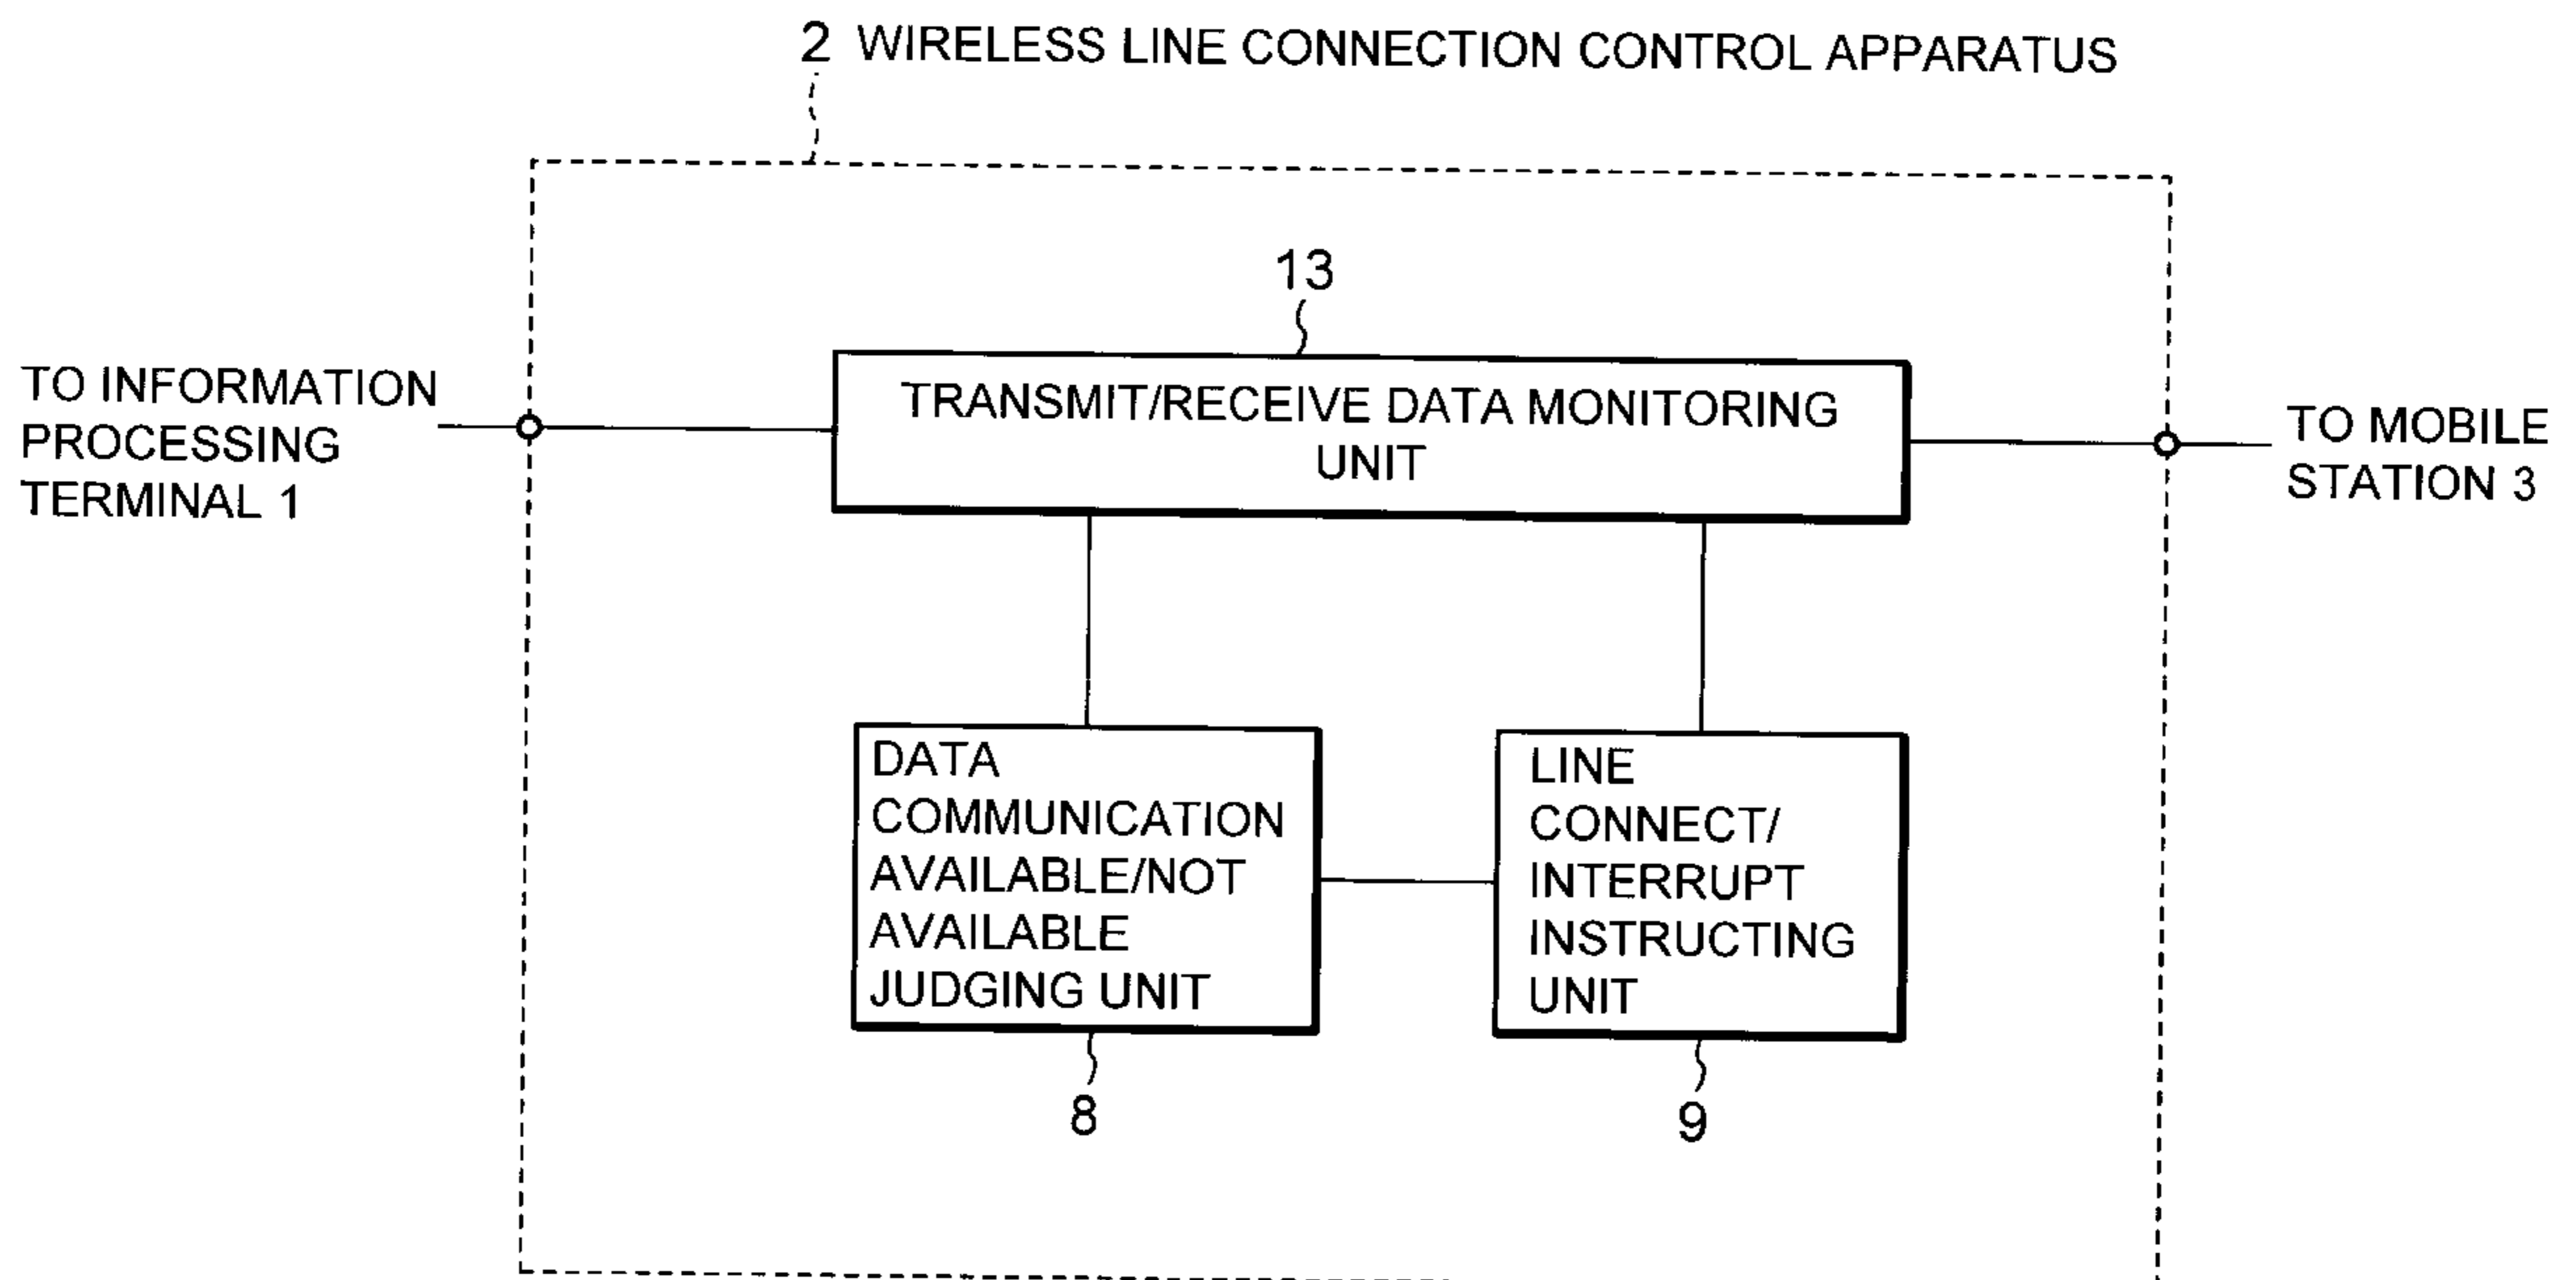 2 WIRELESS LINE CONNECTION CONTROL APPARATUS
13
TO INFORMATION
PROCESSING
TERMINAL 1
TRANSMIT/RECEIVE DATA MONITORING
UNIT
TO MOBILE
STATION 3
DATA
COMMUNICATION
AVAILABLE/NOT
AVAILABLE
JUDGING UNIT
LINE
CONNECT/
INTERRUPT
INSTRUCTING
UNIT
8
9